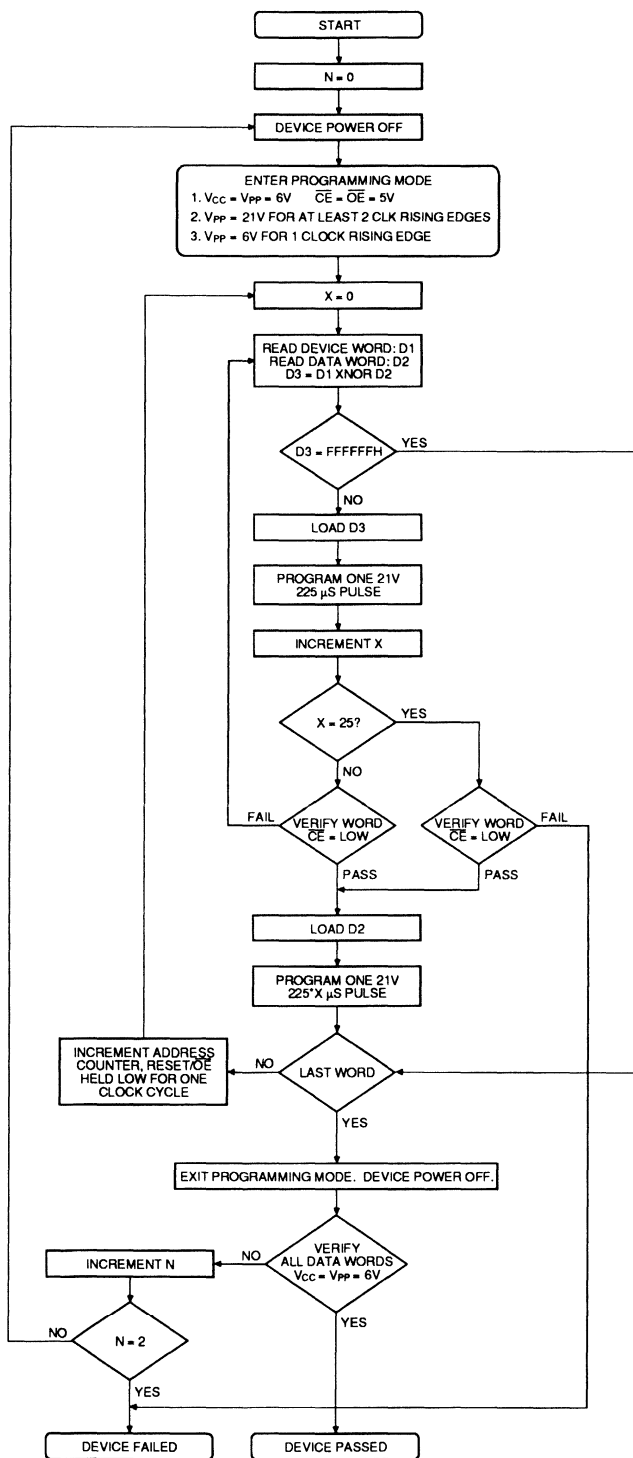 START
N = 0
DEVICE POWER OFF
ENTER PROGRAMMING MODE
1. VCC = VPP = 6V C̅E̅ = O̅E̅ = 5V
2. VPP = 21V FOR AT LEAST 2 CLK RISING EDGES
3. VPP = 6V FOR 1 CLOCK RISING EDGE
X = 0
READ DEVICE WORD: D1
READ DATA WORD: D2
D3 = D1 XNOR D2
D3 = FFFFFFH
YES
NO
LOAD D3
PROGRAM ONE 21V
225 µS PULSE
INCREMENT X
X = 25?
YES
NO
FAIL
VERIFY WORD
C̅E̅ = LOW
VERIFY WORD
C̅E̅ = LOW
FAIL
PASS
PASS
LOAD D2
PROGRAM ONE 21V
225*X µS PULSE
INCREMENT ADDRESS
COUNTER, RESET/O̅E̅
HELD LOW FOR ONE
CLOCK CYCLE
NO
LAST WORD
YES
EXIT PROGRAMMING MODE. DEVICE POWER OFF.
INCREMENT N
NO
VERIFY
ALL DATA WORDS
VCC = VPP = 6V
NO
N = 2
YES
YES
DEVICE FAILED
DEVICE PASSED